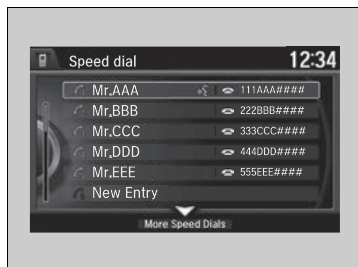 Speed dial 12:34
Mr.AAA 111AAA####
Mr.BBB 222BBB####
Mr.CCC 333CCC####
Mr.DDD 444DDD####
Mr.EEE 555EEE####
New Entry
More Speed Dials